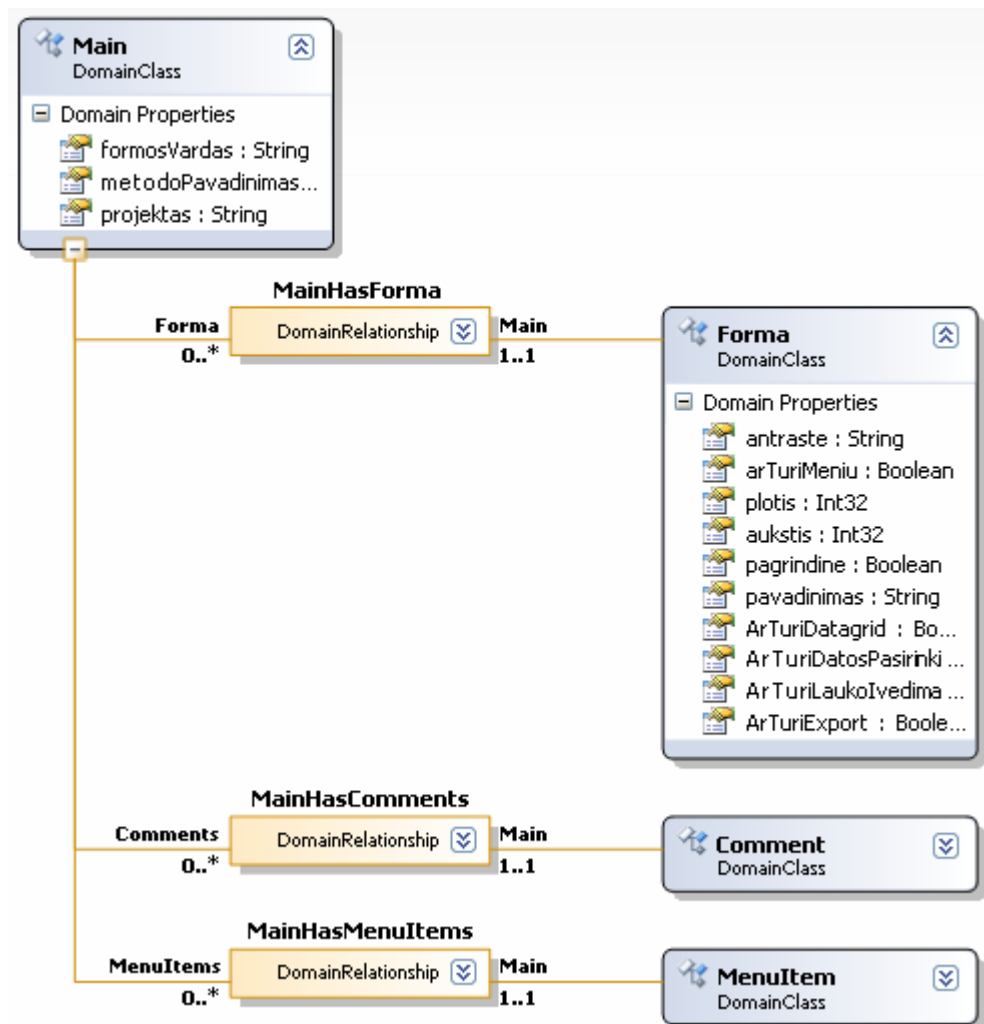 Main
DomainClass
Domain Properties
formosVardas : String
metodoPavadinimas...
projektas : String
MainHasForma
Forma
0..*
DomainRelationship
Main
1..1
Forma
DomainClass
Domain Properties
antraste : String
arTuriMeniu : Boolean
plotis : Int32
aukstis : Int32
pagrindine : Boolean
pavadinimas : String
ArTuriDatagrid : Bo...
ArTuriDatosPasirinki ...
ArTuriLaukoIvedima ...
ArTuriExport : Boole...
MainHasComments
Comments
0..*
DomainRelationship
Main
1..1
Comment
DomainClass
MainHasMenuItems
MenuItems
0..*
DomainRelationship
Main
1..1
MenuItem
DomainClass